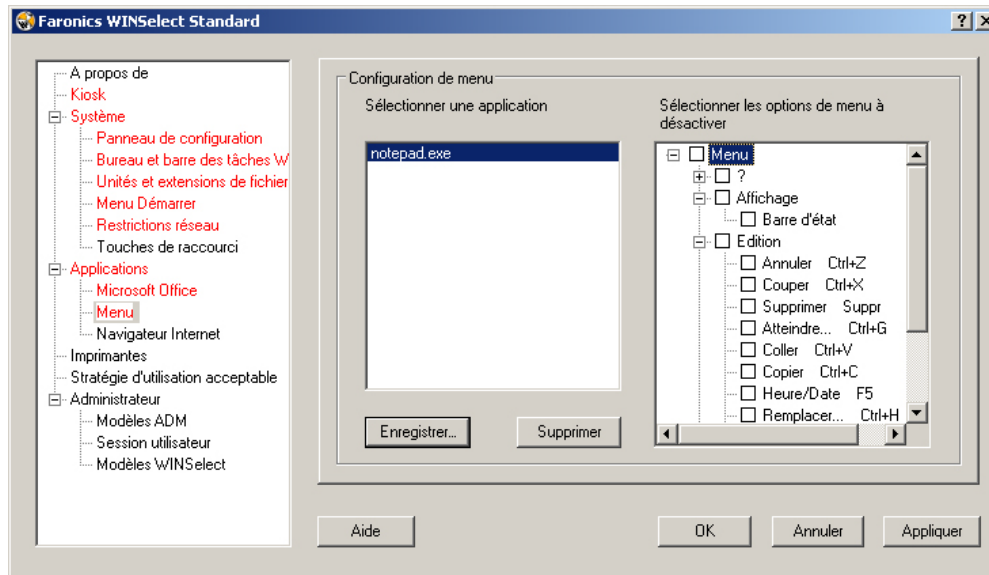 Faronics WINSelect Standard
A propos de
Kiosk
Système
Panneau de configuration
Bureau et barre des tâches W
Unités et extensions de fichier
Menu Démarrer
Restrictions réseau
Touches de raccourci
Applications
Microsoft Office
Menu
Navigateur Internet
Imprimantes
Stratégie d'utilisation acceptable
Administrateur
Modèles ADM
Session utilisateur
Modèles WINSelect
Configuration de menu
Sélectionner une application
notepad.exe
Enregistrer...
Supprimer
Sélectionner les options de menu à
désactiver
Menu
?
Affichage
Barre d'état
Edition
Annuler Ctrl+Z
Couper Ctrl+X
Supprimer Suppr
Atteindre... Ctrl+G
Coller Ctrl+V
Copier Ctrl+C
Heure/Date F5
Remplacer... Ctrl+H
Aide
OK
Annuler
Appliquer